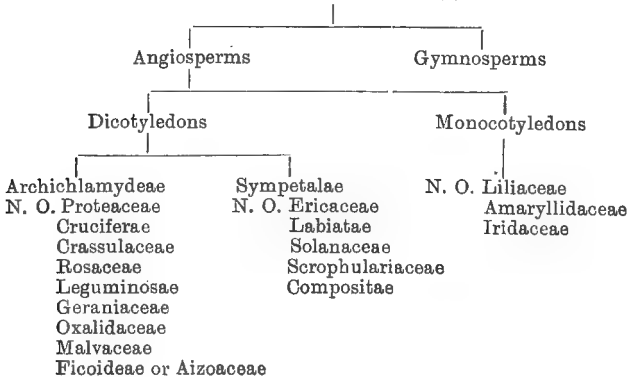 Angiosperms Gymnosperms
Dicotyledons Monocotyledons
Archichlamydeae Sympetalae N. O. Liliaceae
N. O. Proteaceae N. O. Ericaceae Amaryllidaceae
Cruciferae Labiatae Iridaceae
Crassulaceae Solanaceae
Rosaceae Scrophulariaceae
Leguminosae Compositae
Geraniaceae
Oxalidaceae
Malvaceae
Ficoideae or Aizoaceae